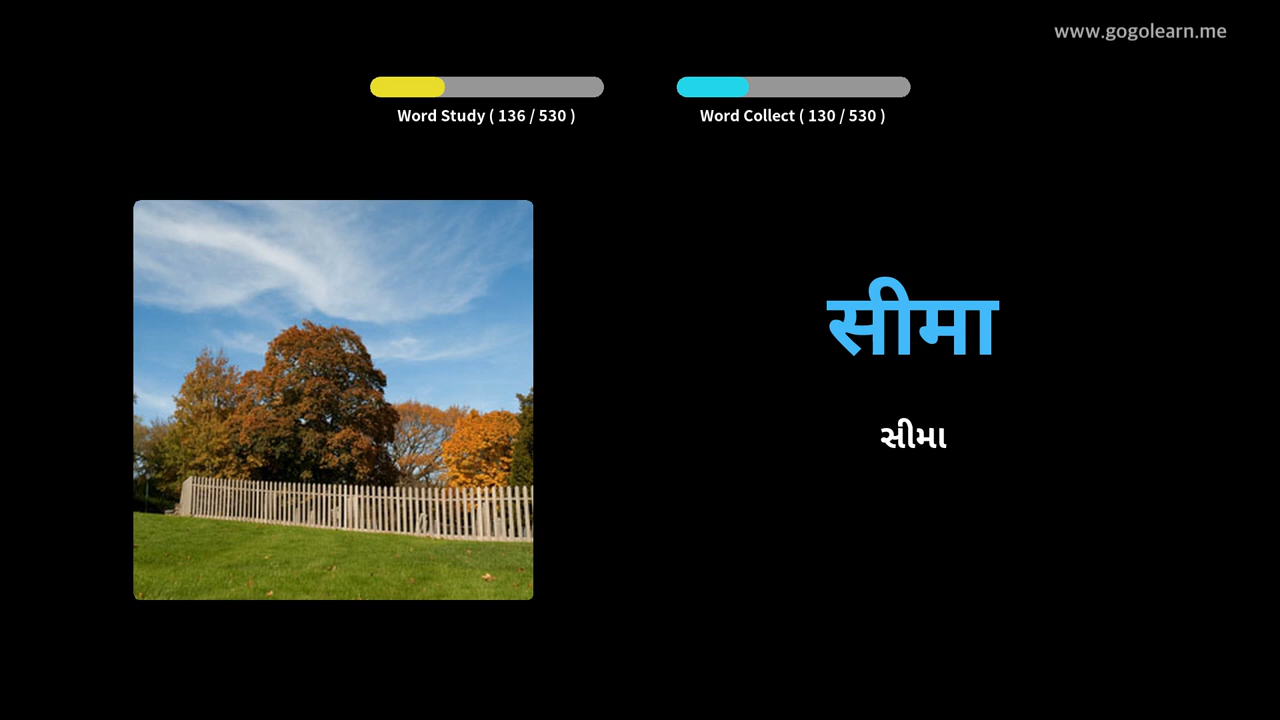 www.gogolearn.me
Word Study ( 136 / 530 )
Word Collect ( 130 / 530 )
सीमा
સીમા